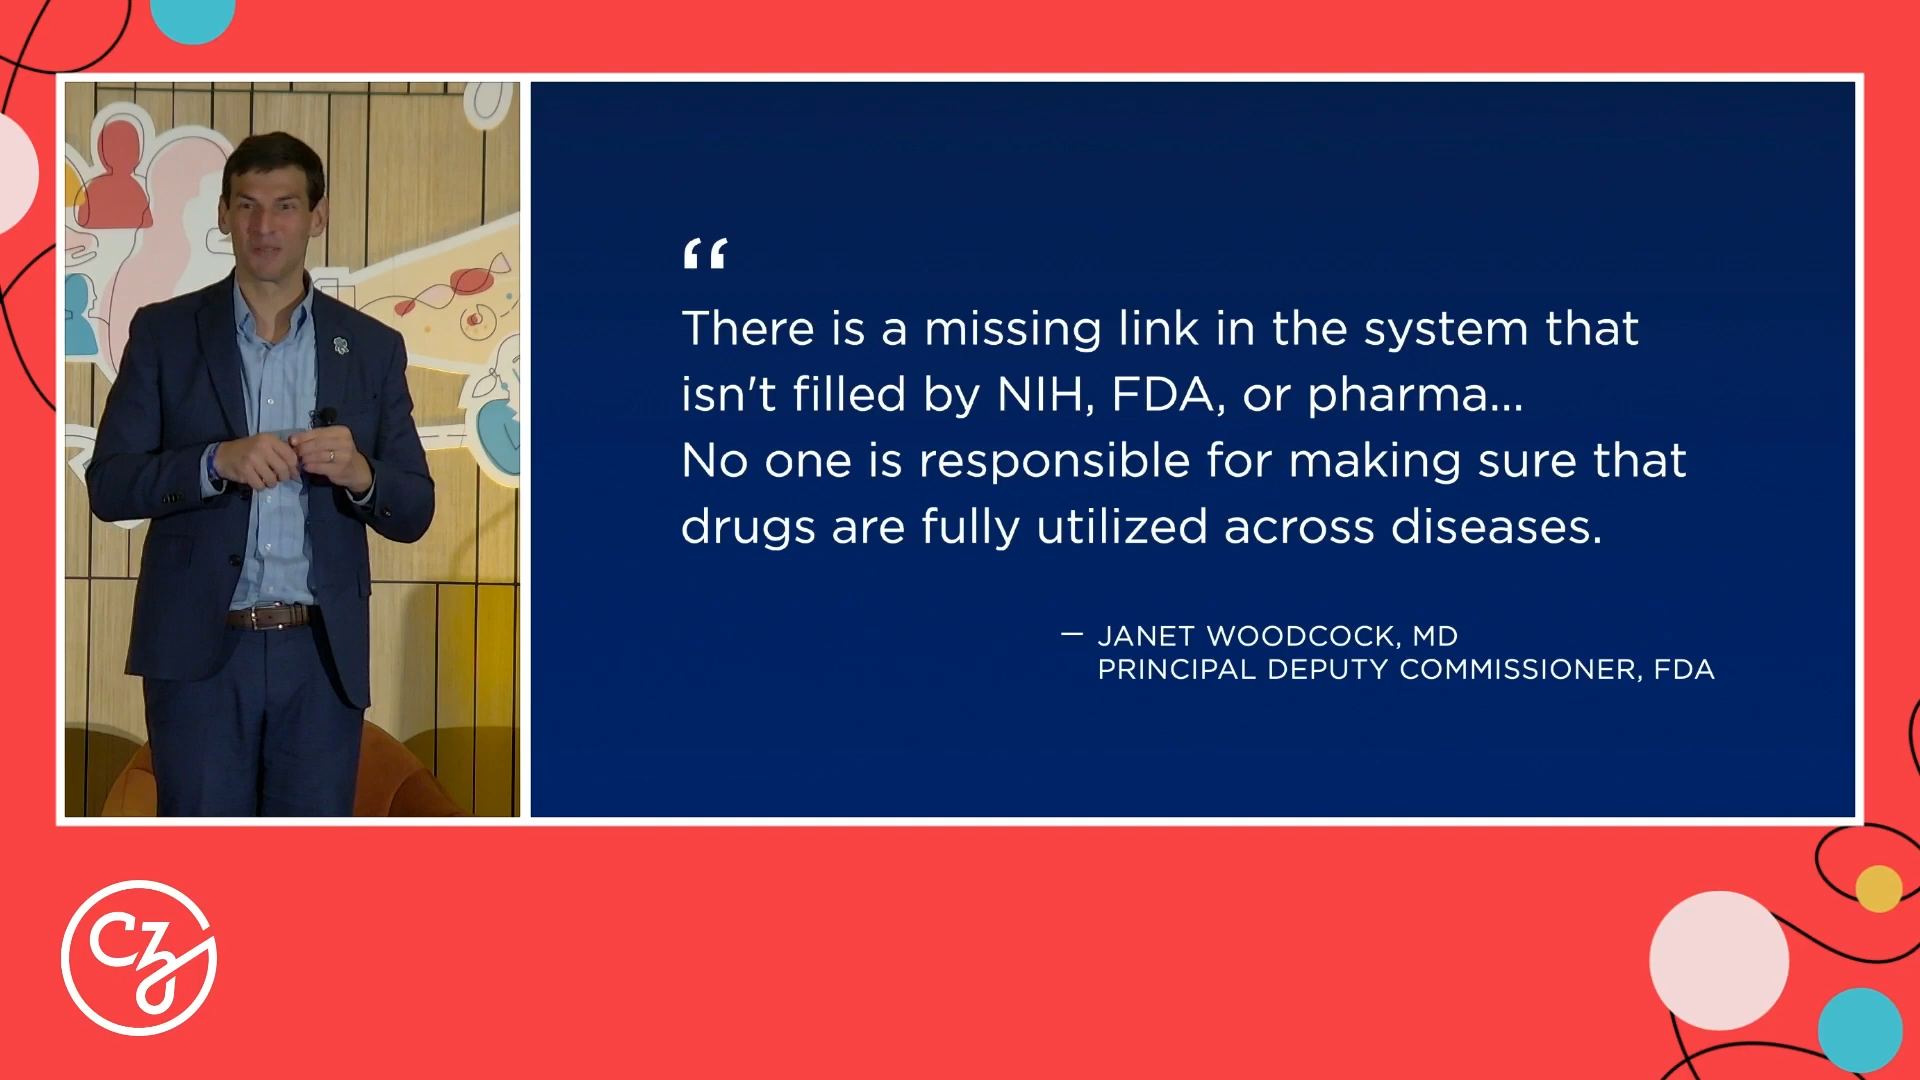 “
There is a missing link in the system that
isn't filled by NIH, FDA, or pharma...
No one is responsible for making sure that
drugs are fully utilized across diseases.
— JANET WOODCOCK, MD
PRINCIPAL DEPUTY COMMISSIONER, FDA
CZI